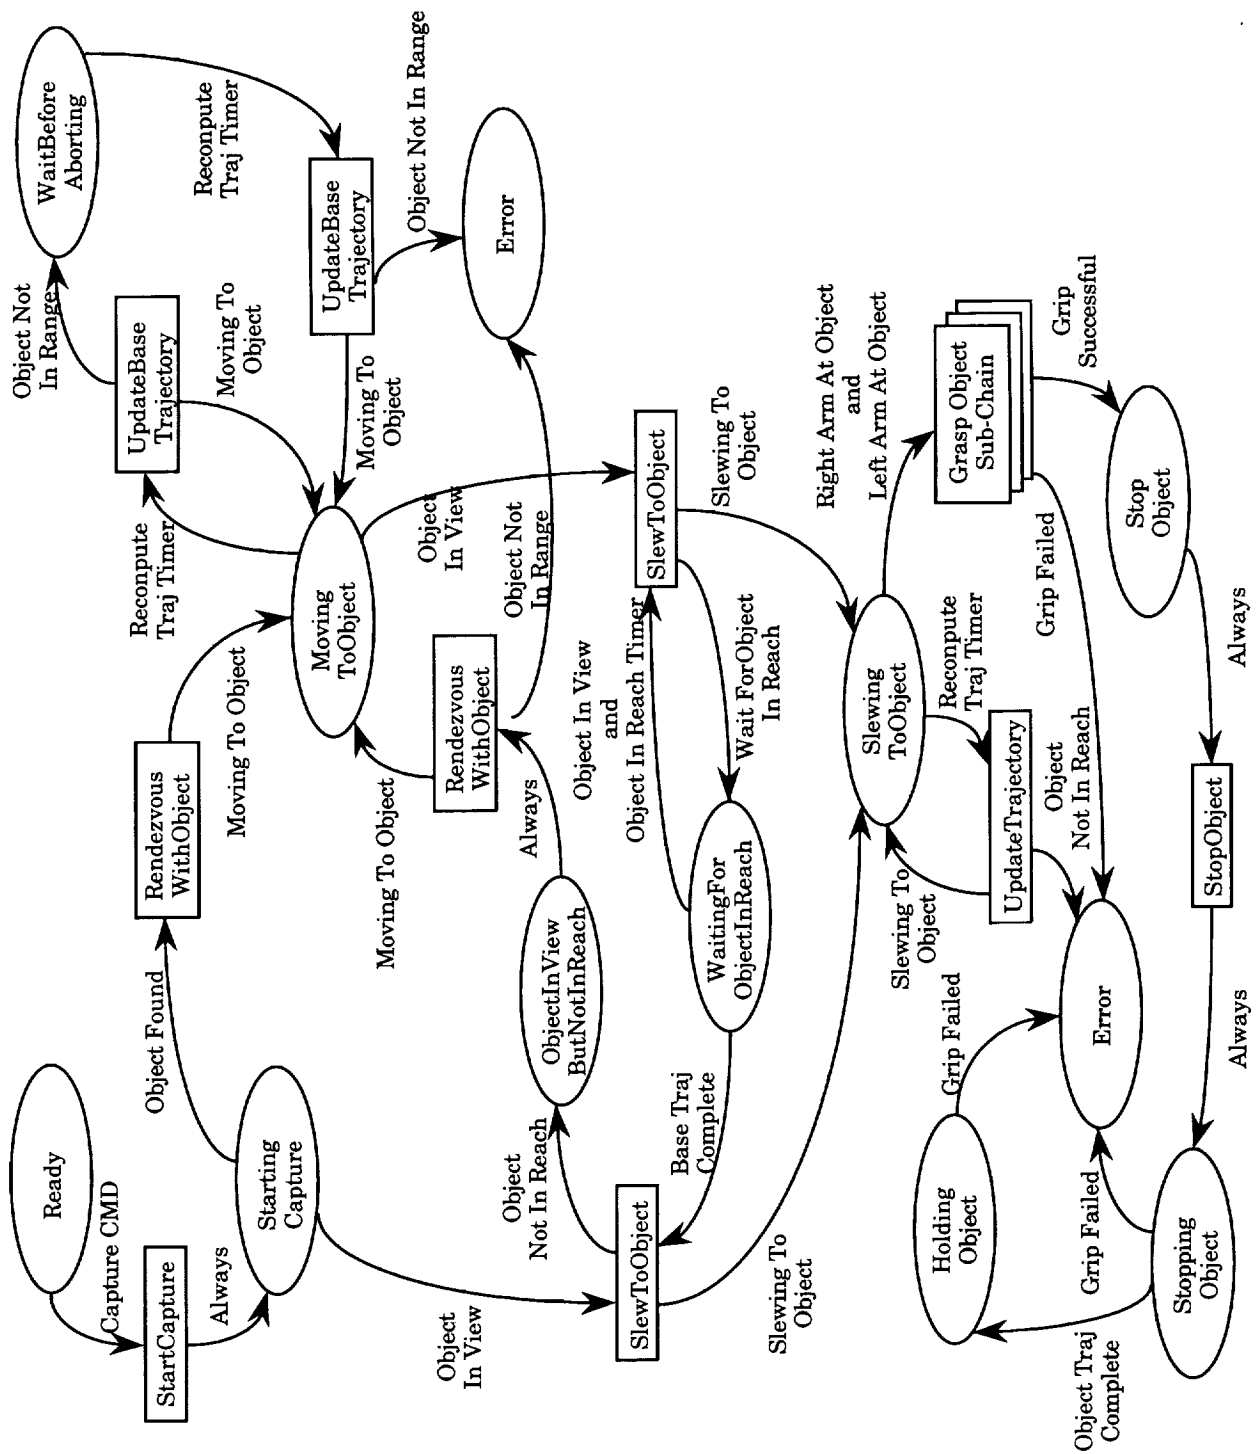 Ready
Capture CMD
StartCapture
Always
Starting
Capture
Object Found
Rendezvous
WithObject
Moving To Object
Reconpute
Traj Timer
Object Not
In Range
WaitBefore
Aborting
UpdateBase
Trajectory
Moving To
Object
Reconpute
Traj Timer
UpdateBase
Trajectory
Object Not In Range
Moving To
Object
Moving
ToObject
Error
Object
In View
Moving To Object
Rendezvous
WithObject
Object Not
In Range
Always
Object
In View
Object
Not In Reach
ObjectInView
ButNotInReach
Object In View
and
Object In Reach Timer
SlewToObject
Slewing To
Object
Wait ForObject
In Reach
WaitingFor
ObjectInReach
Base Traj
Complete
SlewToObject
Slewing To
Object
Right Arm At Object
and
Left Arm At Object
Slewing
ToObject
Reconpute
Traj Timer
UpdateTrajectory
Slewing To
Object
Object
Not In Reach
Grasp Object
Sub-Chain
Grip
Successful
Grip Failed
Stop
Object
Always
StopObject
Always
Error
Grip Failed
Holding
Object
Grip Failed
Stopping
Object
Object Traj
Complete